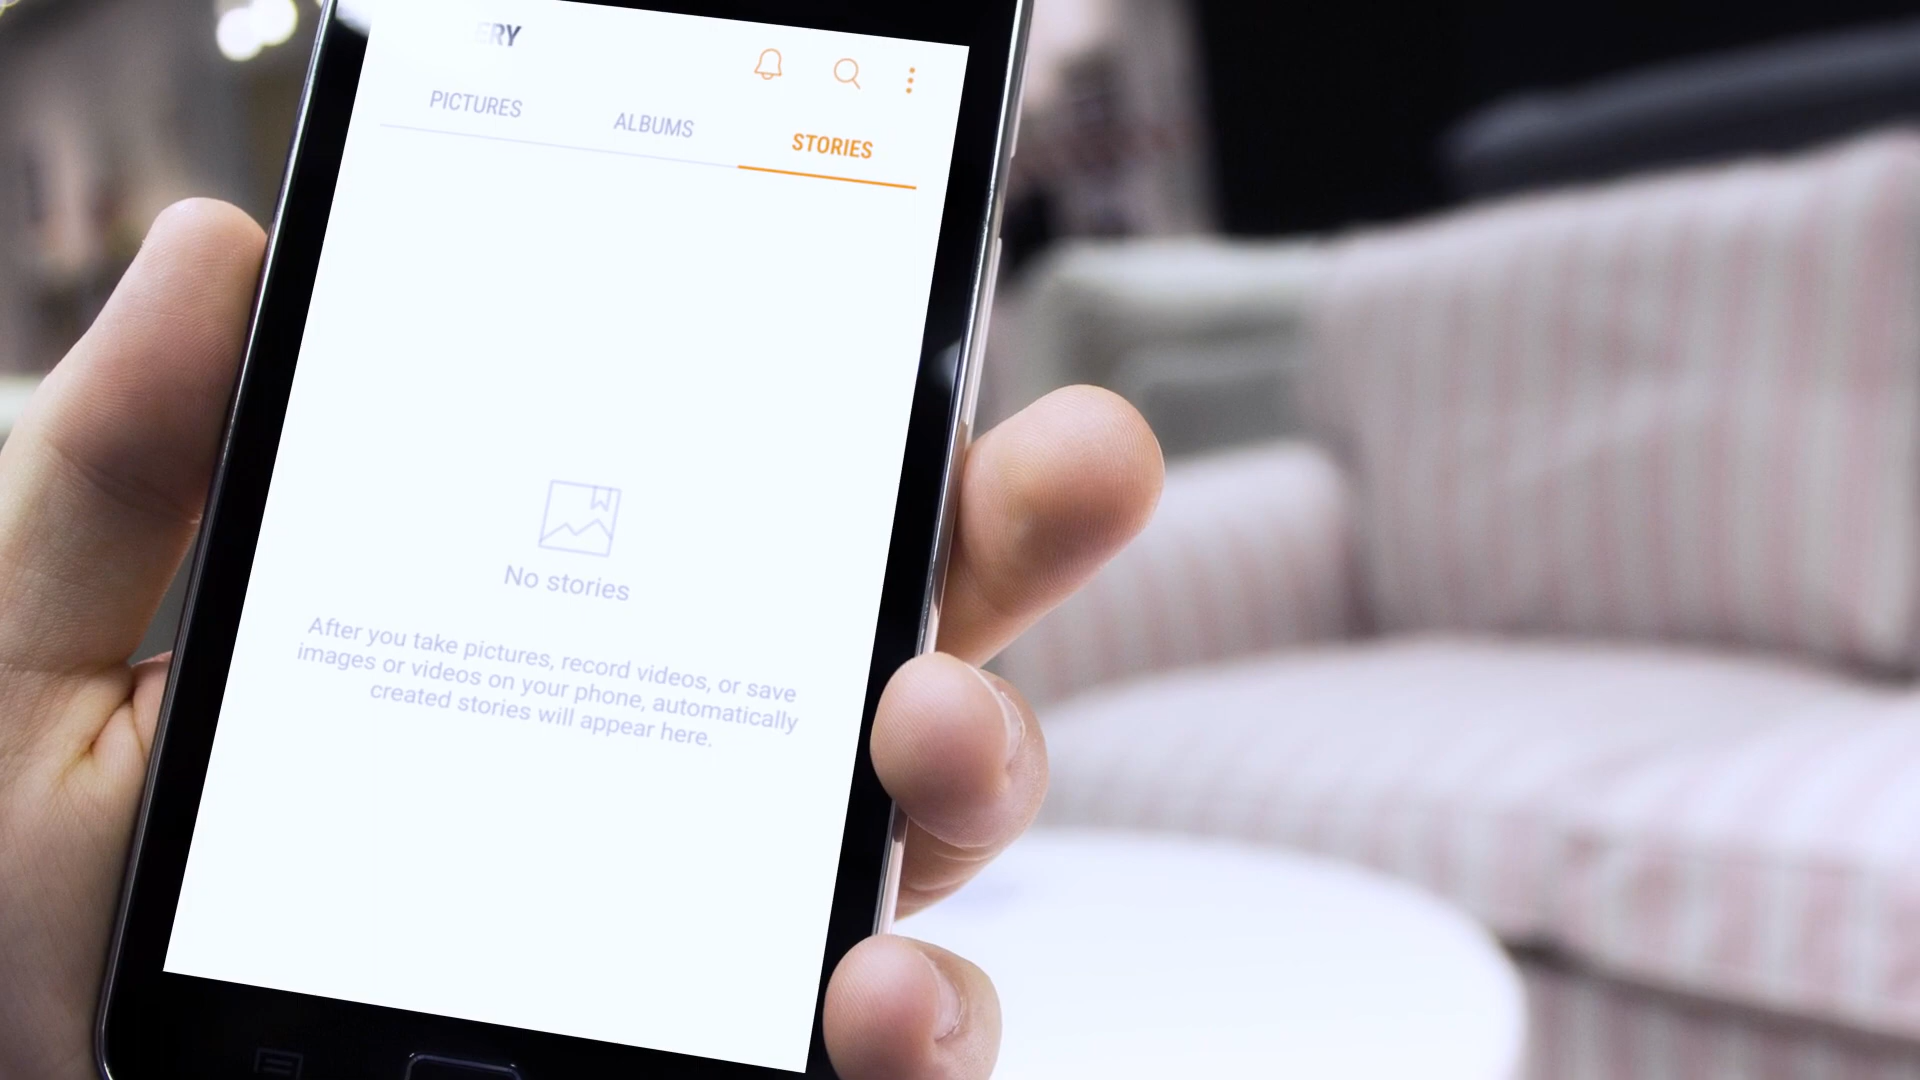 ERY
PICTURES
ALBUMS
STORIES
No stories
After you take pictures, record videos, or save
images or videos on your phone, automatically
created stories will appear here.